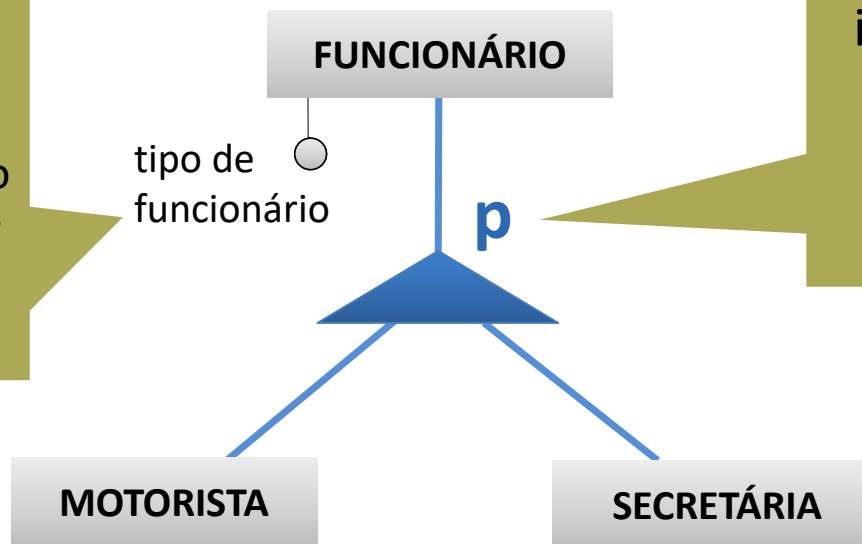 FUNCIONÁRIO
tipo de
funcionário
p
MOTORISTA
SECRETÁRIA